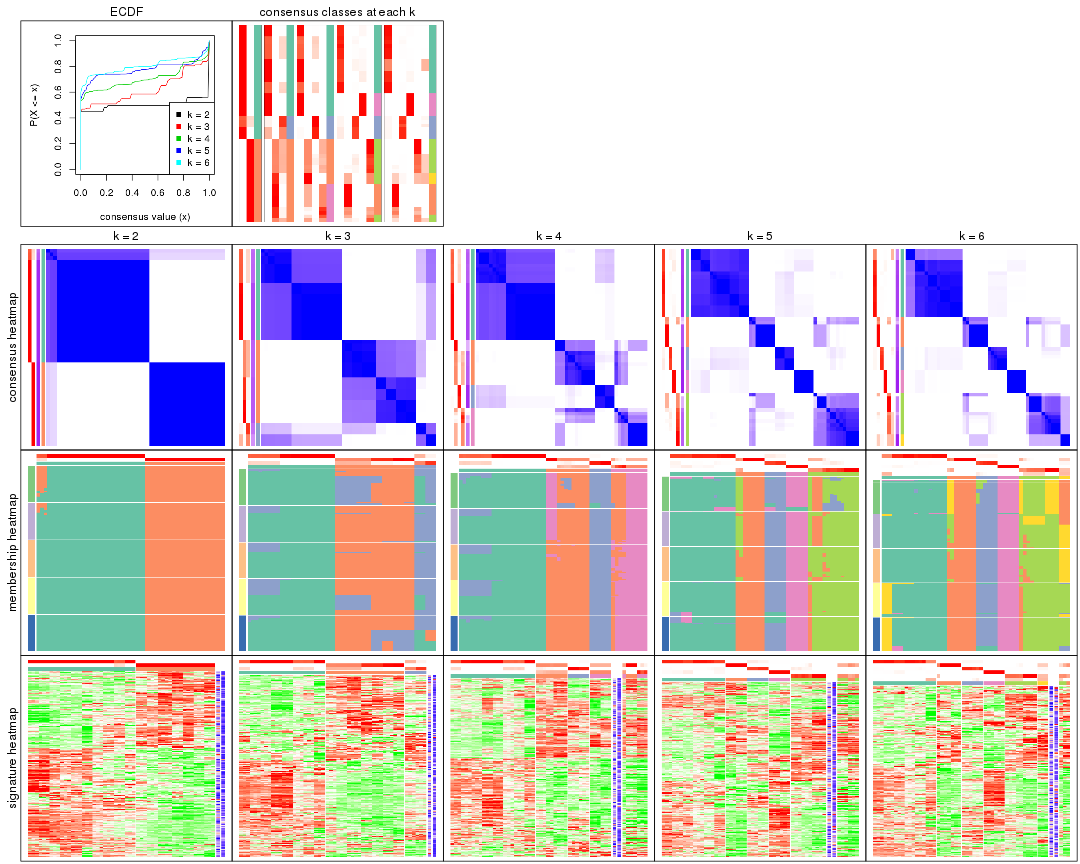 ECDF
consensus classes at each k
P(X <= x)
1.0
0.8
0.6
0.4
0.2
0.0
k = 2
k = 3
k = 4
k = 5
k = 6
0.0 0.2 0.4 0.6 0.8 1.0
consensus value (x)
k = 2
k = 3
k = 4
k = 5
k = 6
consensus heatmap
membership heatmap
signature heatmap